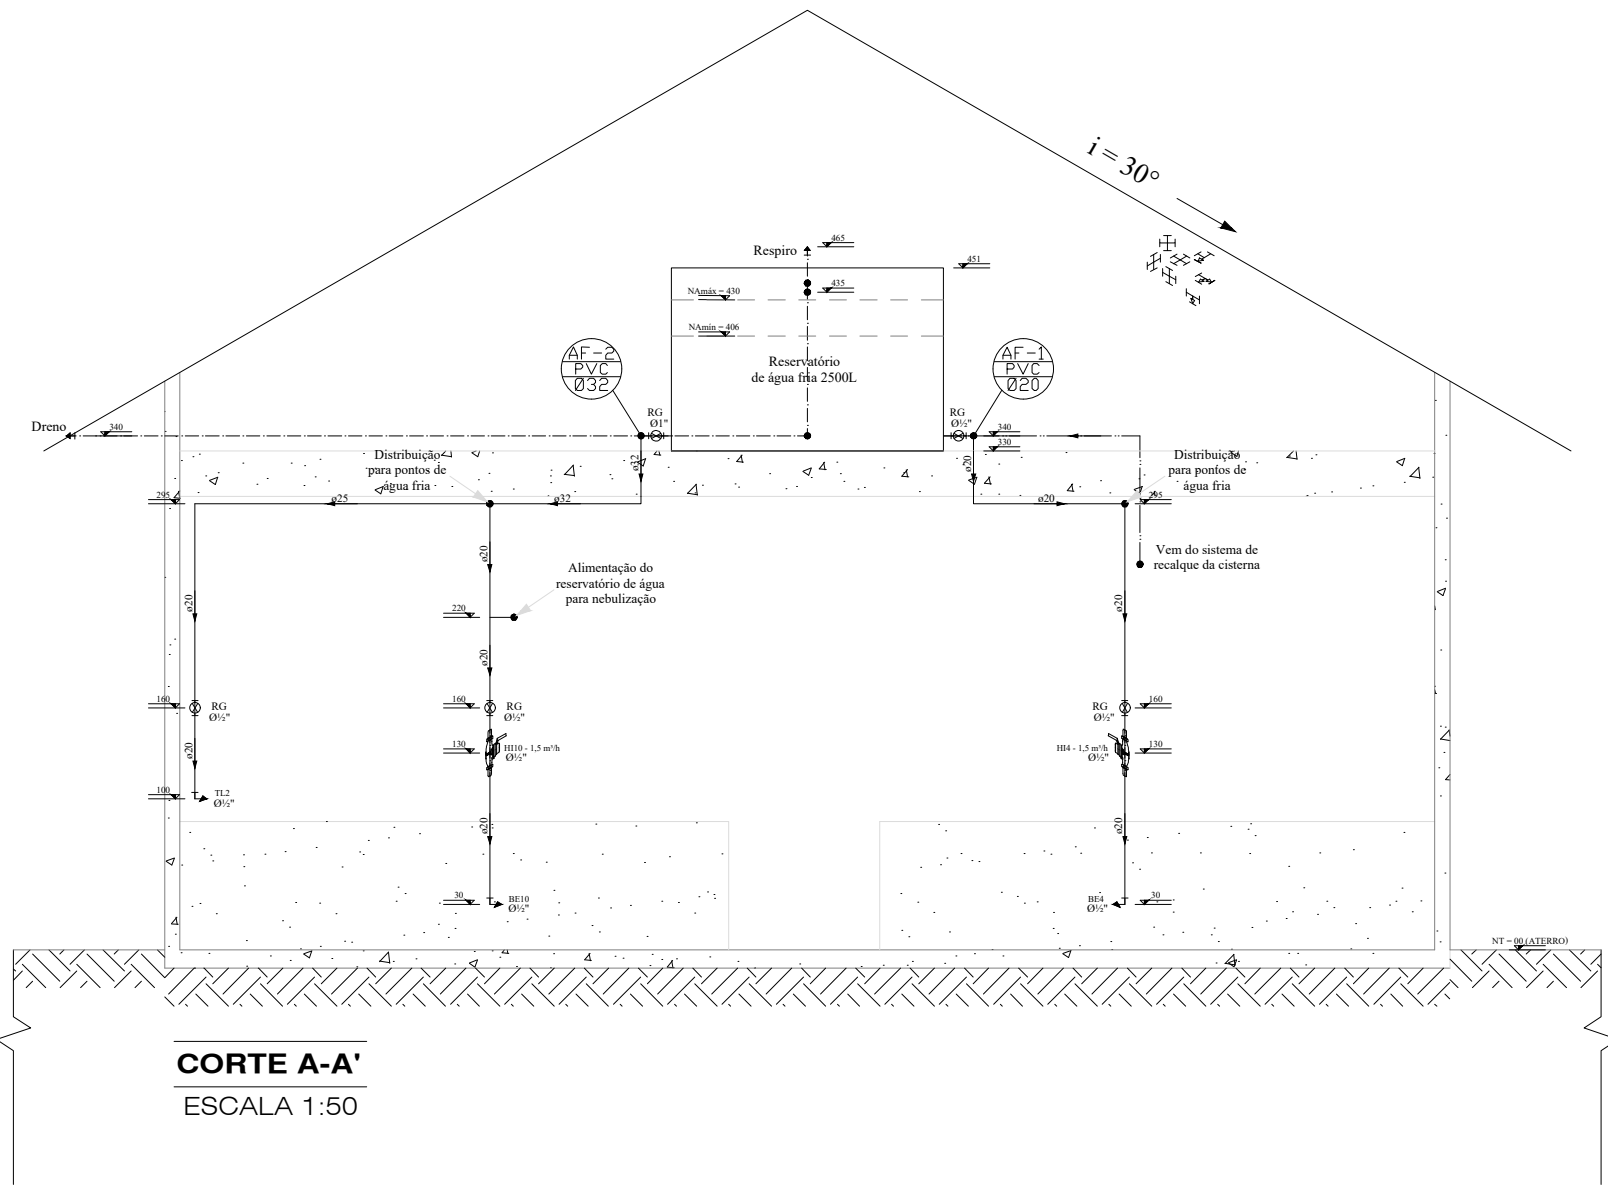 i = 30°
Respiro
465
451
435
NAmáx = 430
NAmin = 406
Reservatório
de água fria 2500L
AF-2
PVC
Ø32
AF-1
PVC
Ø20
RG
Ø1"
RG
Ø½"
Dreno
340
340
330
Distribuição
para pontos de
água fria
ø32
ø20
Distribuição
para pontos de
água fria
295
ø25
ø32
ø20
295
ø20
Vem do sistema de
recalque da cisterna
Alimentação do
reservatório de água
para nebulização
ø20
220
ø20
ø20
160
RG
Ø½"
160
RG
Ø½"
RG
Ø½"
160
ø20
130
HI10 - 1,5 m³/h
Ø½"
HI4 - 1,5 m³/h
Ø½"
130
100
TL2
Ø½"
ø20
ø20
30
BE10
Ø½"
BE4
Ø½"
30
NT = 00 (ATERRO)
CORTE A-A'
ESCALA 1:50